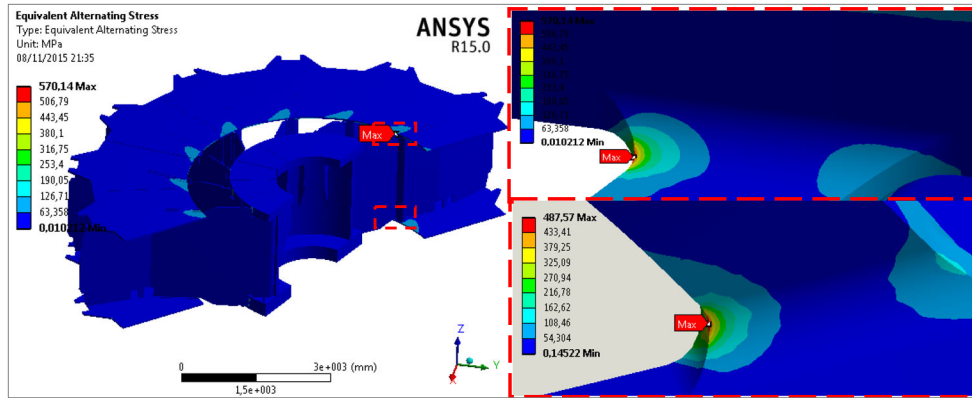 Equivalent Alternating Stress
Type: Equivalent Alternating Stress
Unit: MPa
08/11/2015 21:35
ANSYS
R15.0
570,14 Max
506,79
443,45
380,1
316,75
253,4
190,05
126,71
63,358
0,010212 Min
Max
0
3e+003 (mm)
1,5e+003
Z
Y
X
570,14 Max
63,358
0,010212 Min
Max
487,57 Max
433,41
379,25
325,09
270,94
216,78
162,62
108,46
54,304
0,14522 Min
Max